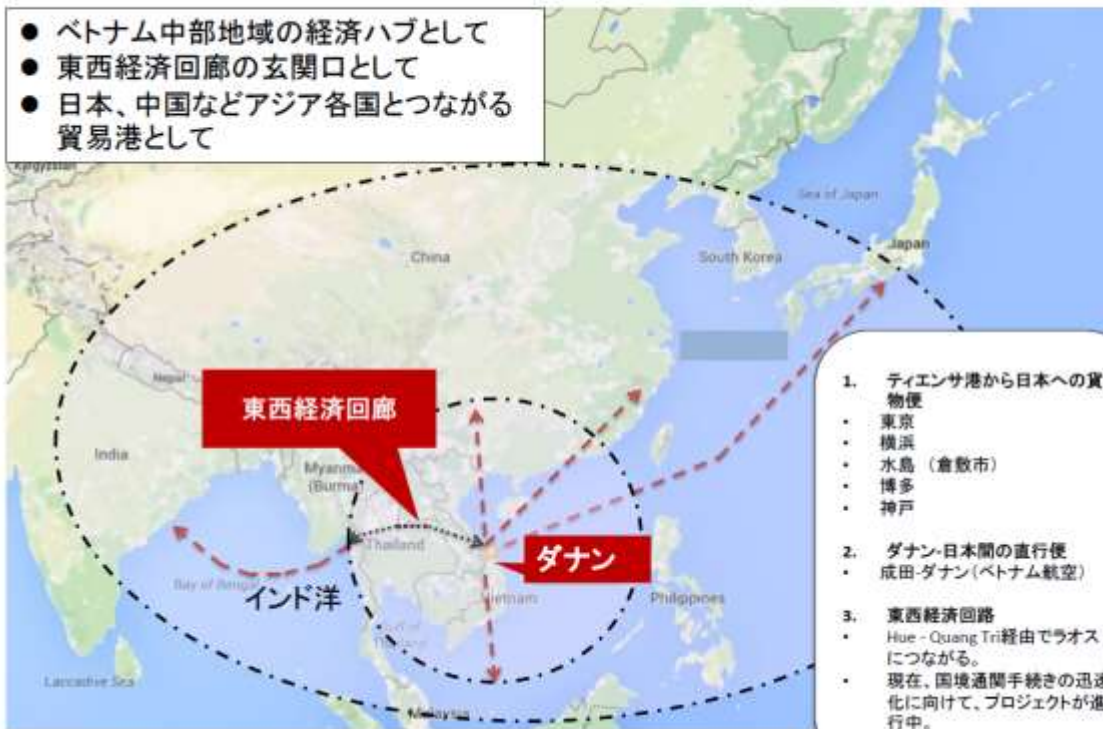 ● ベトナム中部地域の経済ハブとして
● 東西経済回廊の玄関口として
● 日本、中国などアジア各国とつながる
貿易港として
Kyrgyzstan
Sea of Japan
Japan
China
South Korea
Nepal
東西経済回廊
India
Myanma
(Burma)
Thailand
ダナン
Bay of Bengal
インド洋
Vietnam
Philippines
Laccadive Sea
Malaysia
1. ティエンサ港から日本への貨
物便
・ 東京
・ 横浜
・ 水島 (倉敷市)
・ 博多
・ 神戸
2. ダナン-日本間の直行便
・ 成田-ダナン(ベトナム航空)
3. 東西経済回路
・ Hue - Quang Tri経由でラオス
につながる。
・ 現在、国境通関手続きの迅速
化に向けて、プロジェクトが進
行中。